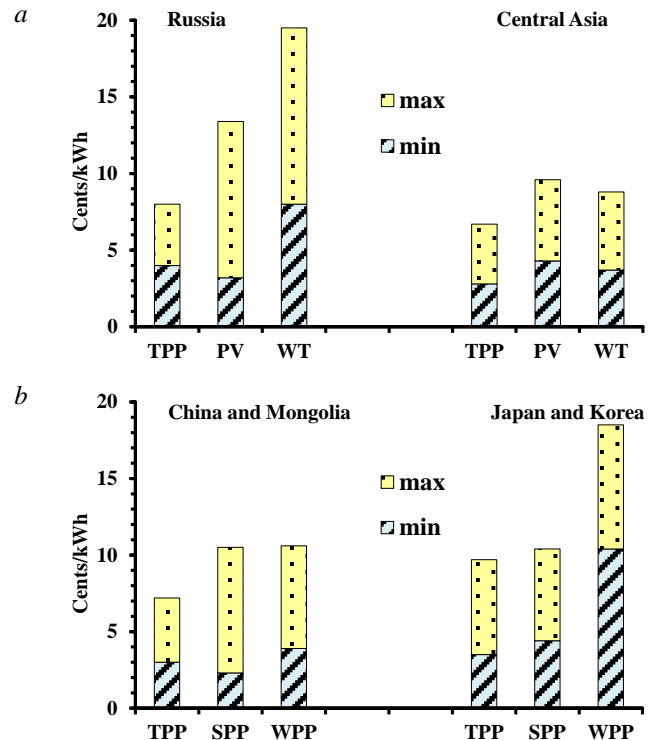 a
Russia
Central Asia
20
15
10
5
0
Cents/kWh
max
min
TPP PV WT TPP PV WT
b
China and Mongolia
Japan and Korea
20
15
10
5
0
Cents/kWh
max
min
TPP SPP WPP TPP SPP WPP